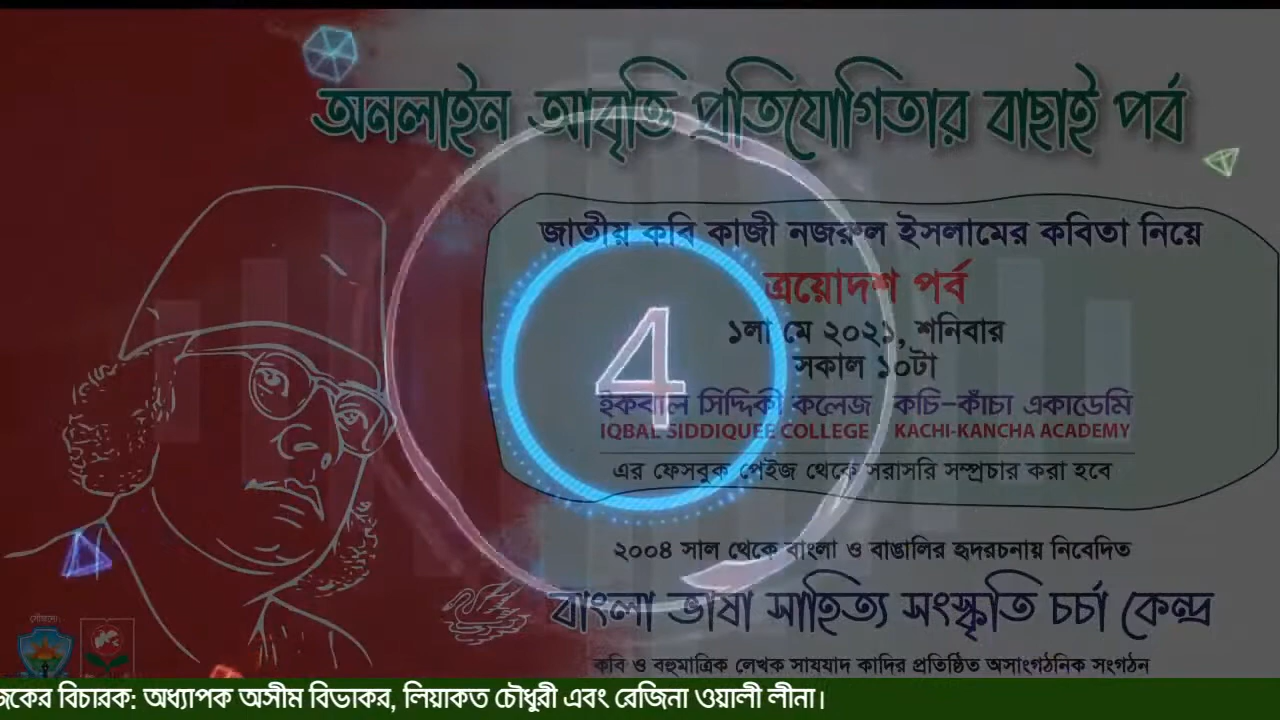 অনলাইন আবৃত্তি প্রতিযোগিতার বাছাই পর্ব
জাতীয় কবি কাজী নজরুল ইসলামের কবিতা নিয়ে
ত্রয়োদশ পর্ব
১লা মে ২০২১, শনিবার
সকাল ১০টা
4
ইকবাল সিদ্দিকী কলেজ কচি-কাঁচা একাডেমি
IQBAL SIDDIQUEE COLLEGE KACHI-KANCHA ACADEMY
এর ফেসবুক পেইজ থেকে সরাসরি সম্প্রচার করা হবে
২০০৪ সাল থেকে বাংলা ও বাঙালির হৃদরচনায় নিবেদিত
বাংলা ভাষা সাহিত্য সংস্কৃতি চর্চা কেন্দ্র
কবি ও বহুমাত্রিক লেখক সাযযাদ কাদির প্রতিষ্ঠিত অসাংগঠনিক সংগঠন
জকের বিচারক: অধ্যাপক অসীম বিভাকর, লিয়াকত চৌধুরী এবং রেজিনা ওয়ালী লীনা।